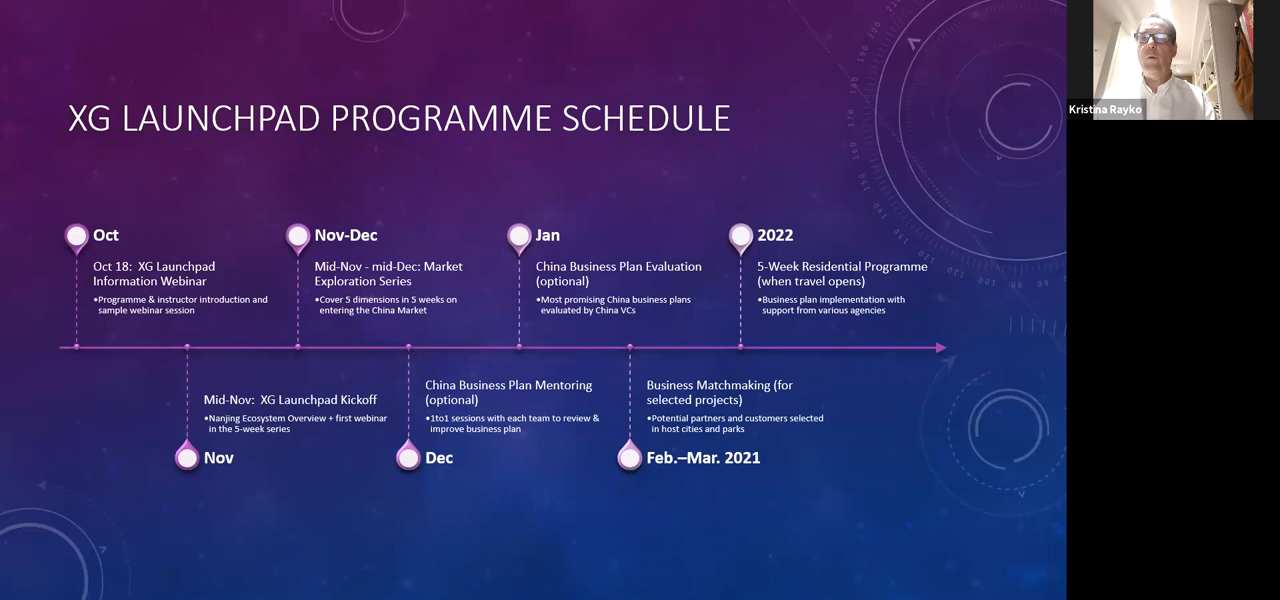 XG LAUNCHPAD PROGRAMME SCHEDULE
Kristina Rayko
Oct
Oct 18:  XG Launchpad
Information Webinar
•Programme & instructor introduction and
sample webinar session
Nov-Dec
Mid-Nov - mid-Dec: Market
Exploration Series
•Cover 5 dimensions in 5 weeks on
entering the China Market
Jan
China Business Plan Evaluation
(optional)
•Most promising China business plans
evaluated by China VCs
2022
5-Week Residential Programme
(when travel opens)
•Business plan implementation with
support from various agencies
Mid-Nov:  XG Launchpad Kickoff
•Nanjing Ecosystem Overview + first webinar
in the 5-week series
Nov
China Business Plan Mentoring
(optional)
•1to1 sessions with each team to review &
improve business plan
Dec
Business Matchmaking (for
selected projects)
•Potential partners and customers selected
in host cities and parks
Feb.–Mar. 2021